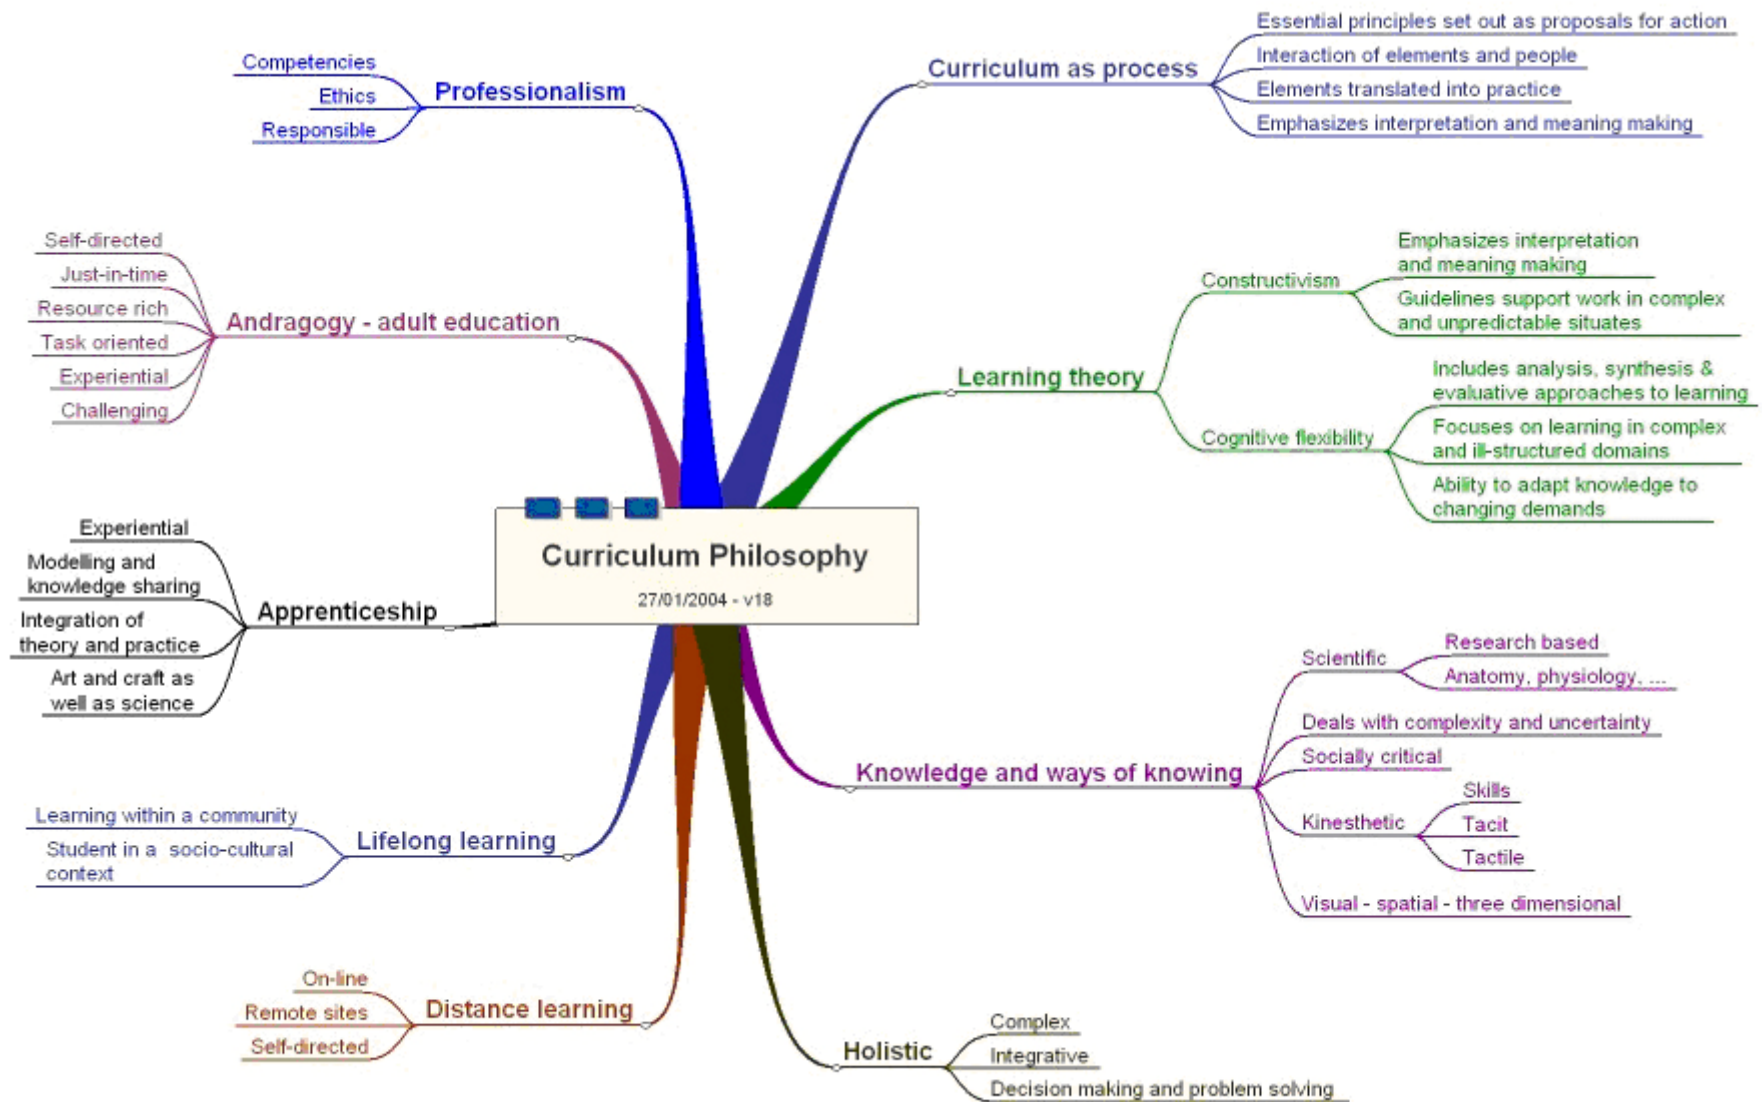 Curriculum Philosophy
27/01/2004 - v18
Curriculum as process
Essential principles set out as proposals for action
Interaction of elements and people
Elements translated into practice
Emphasizes interpretation and meaning making
Learning theory
Constructivism
Emphasizes interpretation
and meaning making
Guidelines support work in complex
and unpredictable situates
Cognitive flexibility
Includes analysis, synthesis &
evaluative approaches to learning
Focuses on learning in complex
and ill-structured domains
Ability to adapt knowledge to
changing demands
Knowledge and ways of knowing
Scientific
Research based
Anatomy, physiology, ...
Deals with complexity and uncertainty
Socially critical
Kinesthetic
Skills
Tacit
Tactile
Visual - spatial - three dimensional
Holistic
Complex
Integrative
Decision making and problem solving
Distance learning
On-line
Remote sites
Self-directed
Lifelong learning
Learning within a community
Student in a socio-cultural
context
Apprenticeship
Experiential
Modelling and
knowledge sharing
Integration of
theory and practice
Art and craft as
well as science
Andragogy - adult education
Self-directed
Just-in-time
Resource rich
Task oriented
Experiential
Challenging
Professionalism
Competencies
Ethics
Responsible